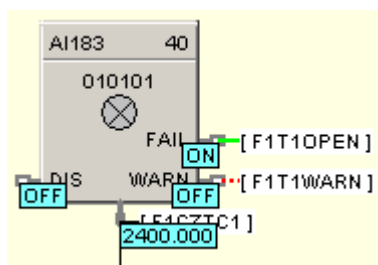 AI183 40
010101
FAIL
ON
[ F1T1OPEN ]
DIS WARN
OFF OFF
[ F1T1WARN ]
2400.000